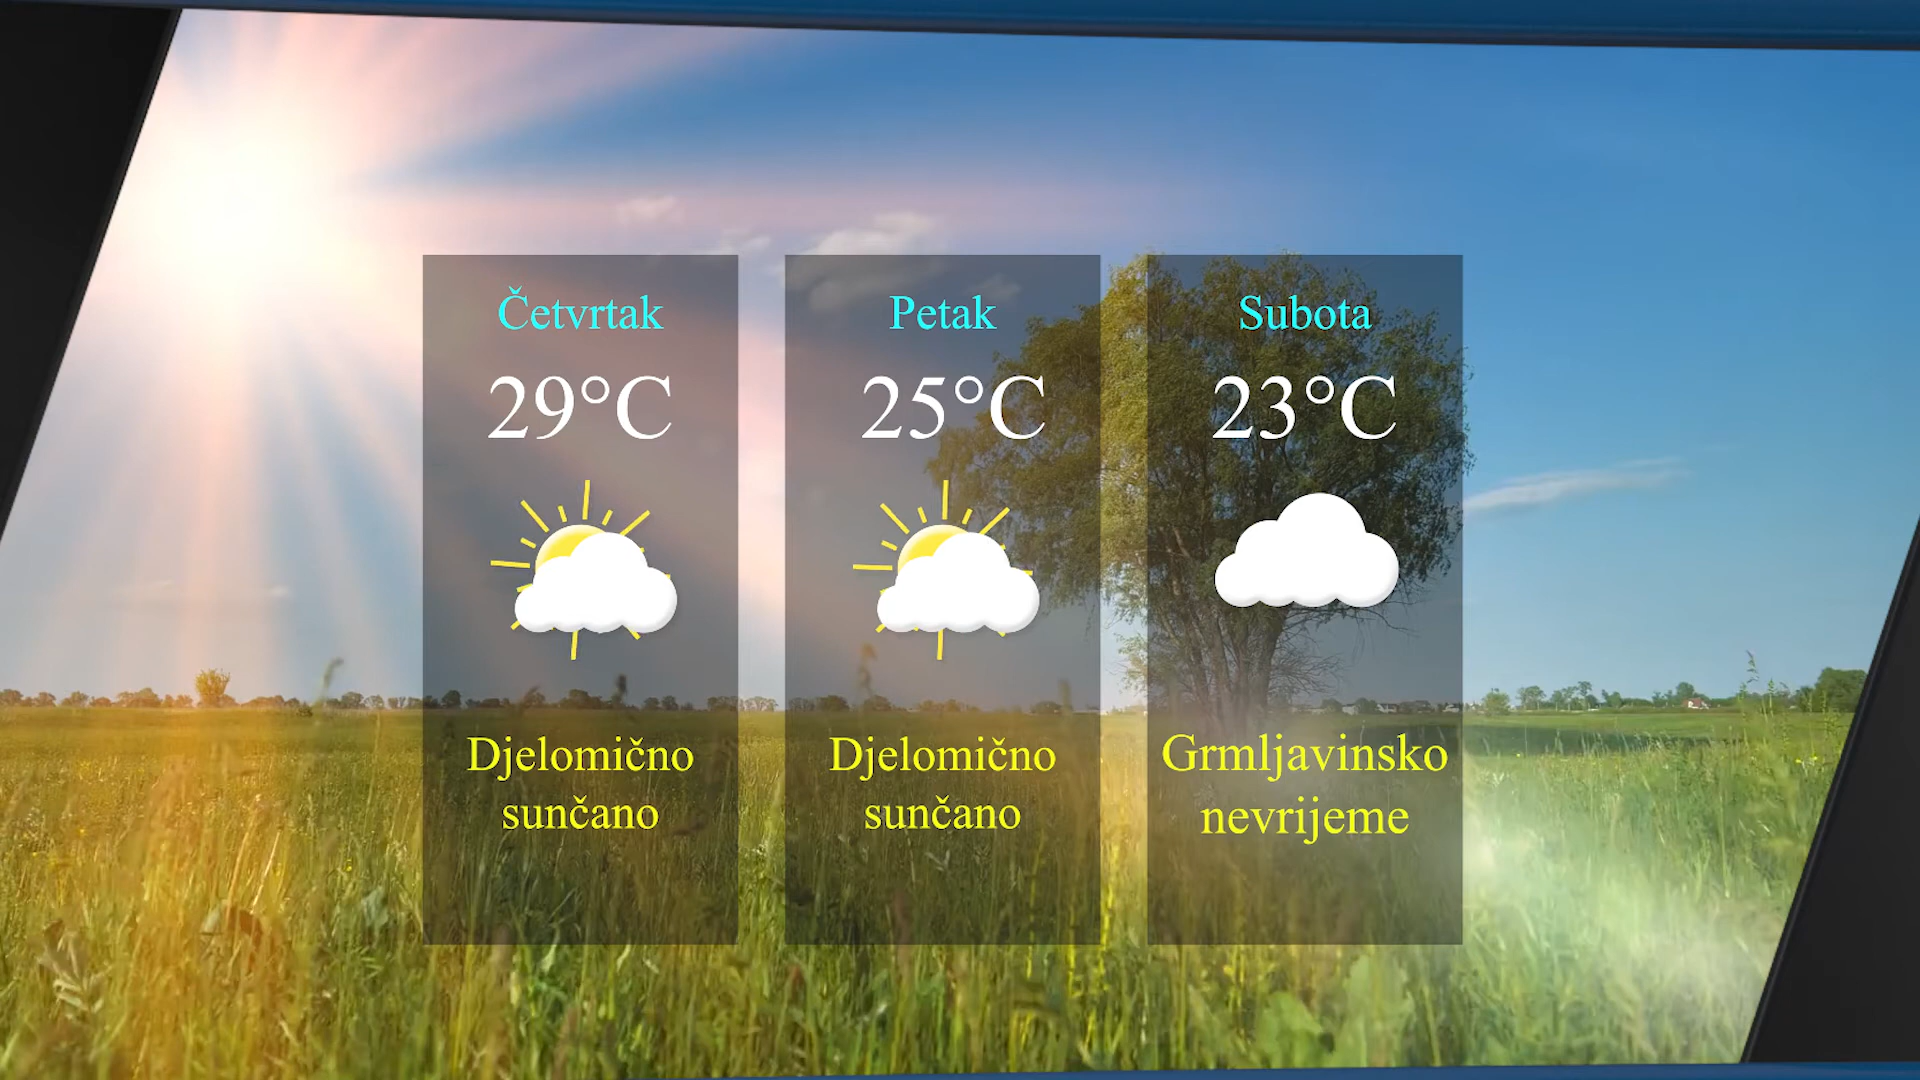 Četvrtak
29°C
Djelomično
sunčano
Petak
25°C
Djelomično
sunčano
Subota
23°C
Grmljavinsko
nevrijeme